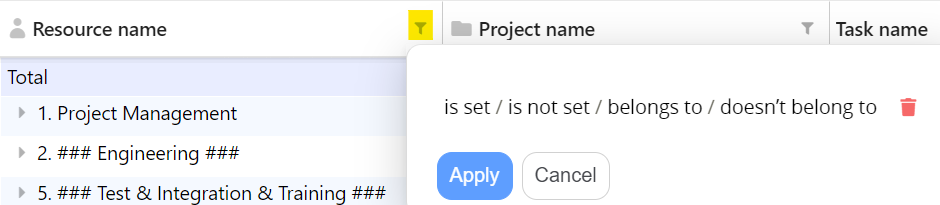 Resource name
Project name
Task name
Total
1. Project Management
is set / is not set / belongs to / doesn’t belong to
2. ### Engineering ###
Apply
Cancel
5. ### Test & Integration & Training ###